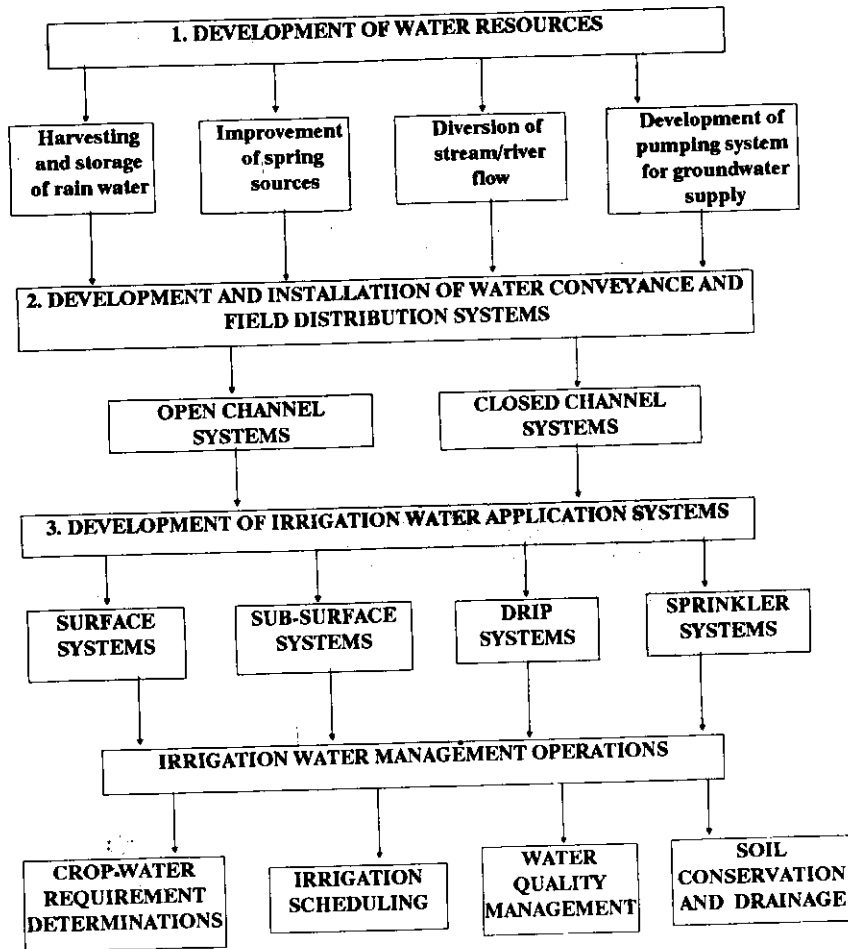 1. DEVELOPMENT OF WATER RESOURCES
Harvesting
and storage
of rain water
Improvement
of spring
sources
Diversion of
stream/river
flow
Development of
pumping system
for groundwater
supply
2. DEVELOPMENT AND INSTALLATIION OF WATER CONVEYANCE AND
FIELD DISTRIBUTION SYSTEMS
OPEN CHANNEL
SYSTEMS
CLOSED CHANNEL
SYSTEMS
3. DEVELOPMENT OF IRRIGATION WATER APPLICATION SYSTEMS
SURFACE
SYSTEMS
SUB-SURFACE
SYSTEMS
DRIP
SYSTEMS
SPRINKLER
SYSTEMS
IRRIGATION WATER MANAGEMENT OPERATIONS
CROP-WATER
REQUIREMENT
DETERMINATIONS
IRRIGATION
SCHEDULING
WATER
QUALITY
MANAGEMENT
SOIL
CONSERVATION
AND DRAINAGE